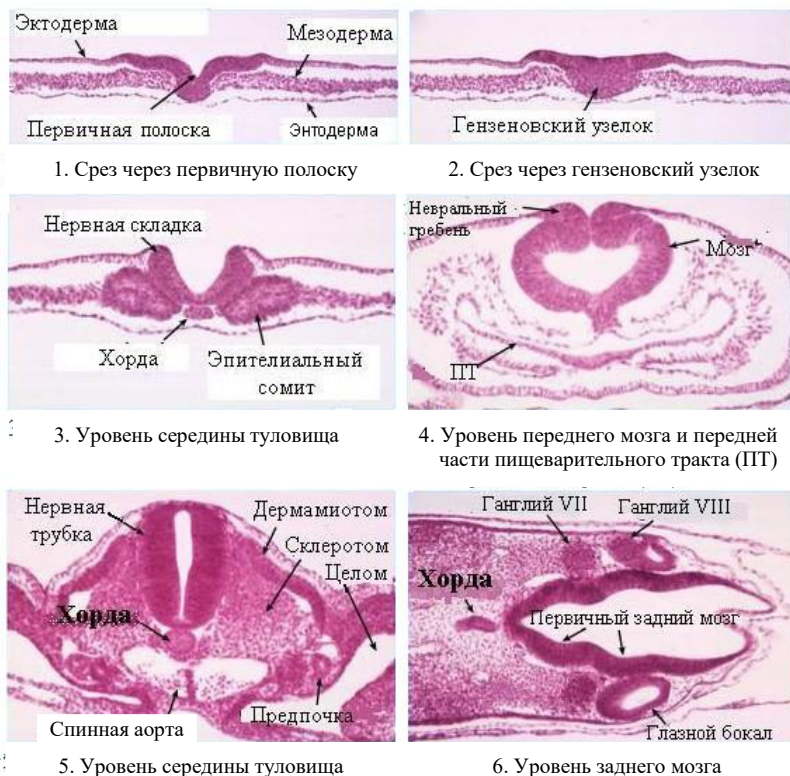 Эктодерма
Мезодерма
Первичная полоска
Энтодерма
Гензеновский узелок
1. Срез через первичную полоску
2. Срез через гензеновский узелок
Нервная складка
Хорда
Эпителиальный
сомит
Невральный
гребень
Мозг
ПТ
3. Уровень середины туловища
4. Уровень переднего мозга и передней
части пищеварительного тракта (ПТ)
Нервная
трубка
Дермамиотом
Склеротом
Целом
Хорда
Спинная аорта
Предпочка
Ганглий VII
Ганглий VIII
Хорда
Первичный задний мозг
Глазной бокал
5. Уровень середины туловища
6. Уровень заднего мозга